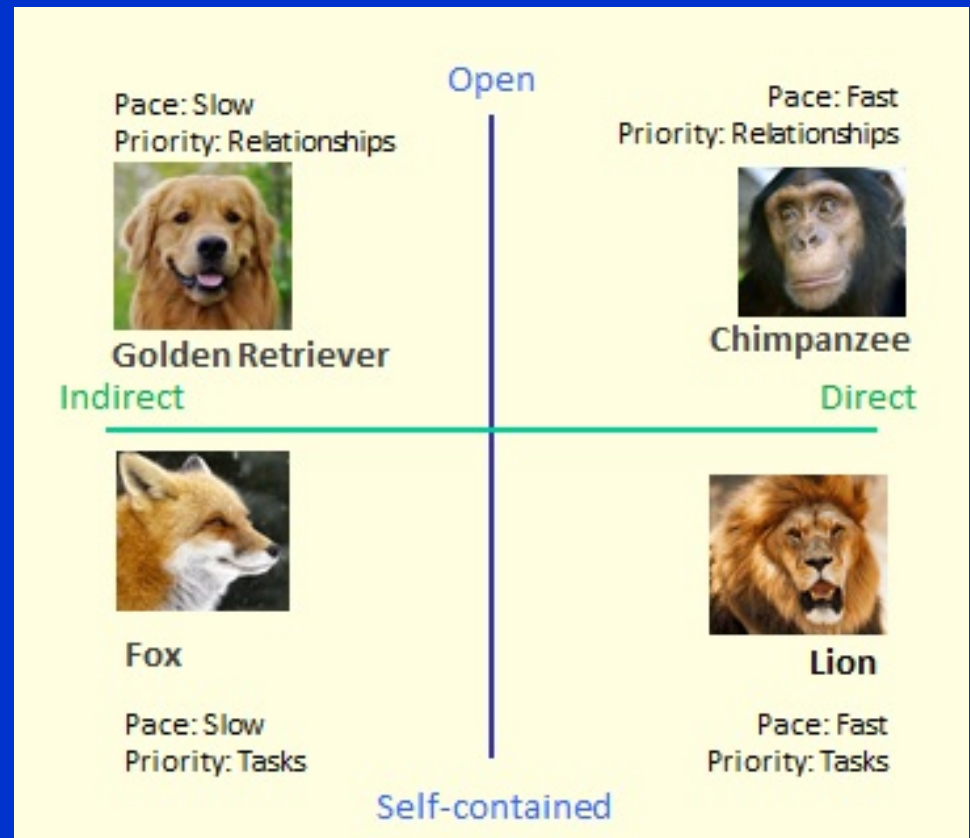 Open
Pace: Slow
Priority: Relationships
Pace: Fast
Priority: Relationships
Golden Retriever
Chimpanzee
Indirect
Direct
Fox
Lion
Pace: Slow
Priority: Tasks
Pace: Fast
Priority: Tasks
Self-contained